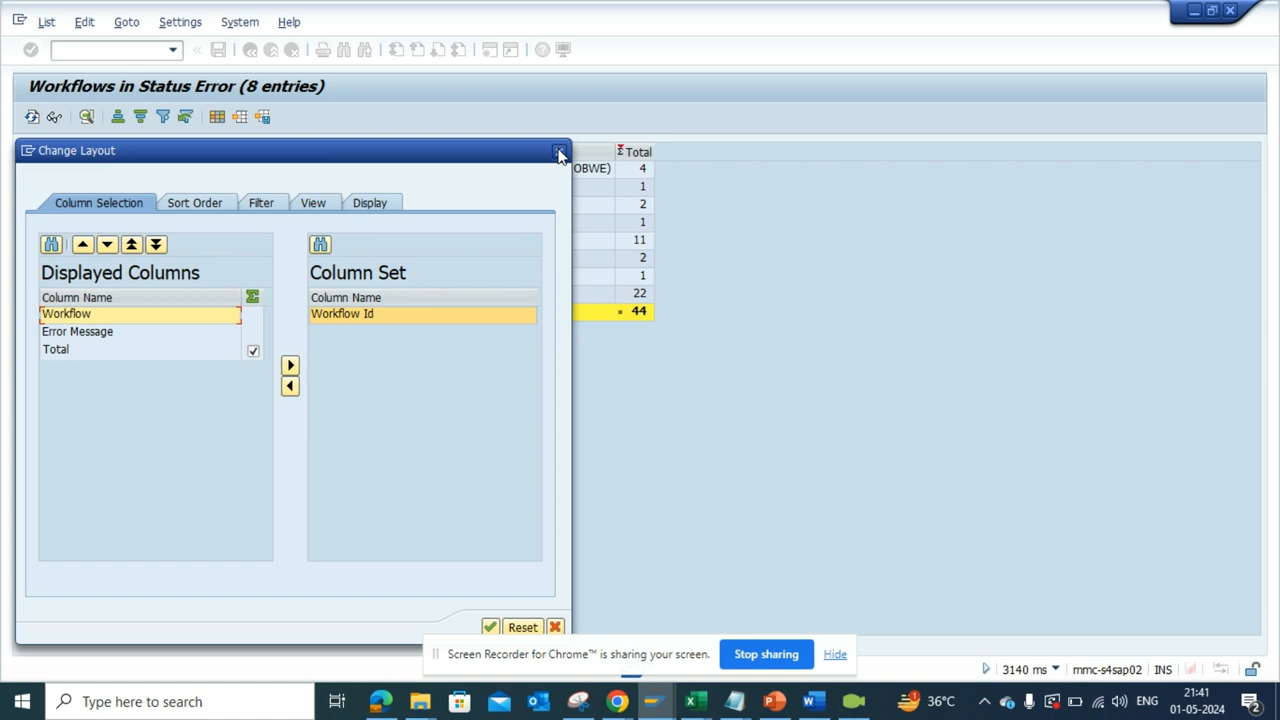 List Edit Goto Settings System Help
Workflows in Status Error (8 entries)
Change Layout
Total
OBWE) 4
1
2
1
11
2
1
22
44
Column Selection Sort Order Filter View Display
Displayed Columns
Column Name
Workflow
Error Message
Total
Column Set
Column Name
Workflow Id
Reset
Screen Recorder for Chrome™ is sharing your screen. Stop sharing Hide
3140 ms mmc-s4sap02 INS
Type here to search
1
36°C
ENG
21:41
01-05-2024
2